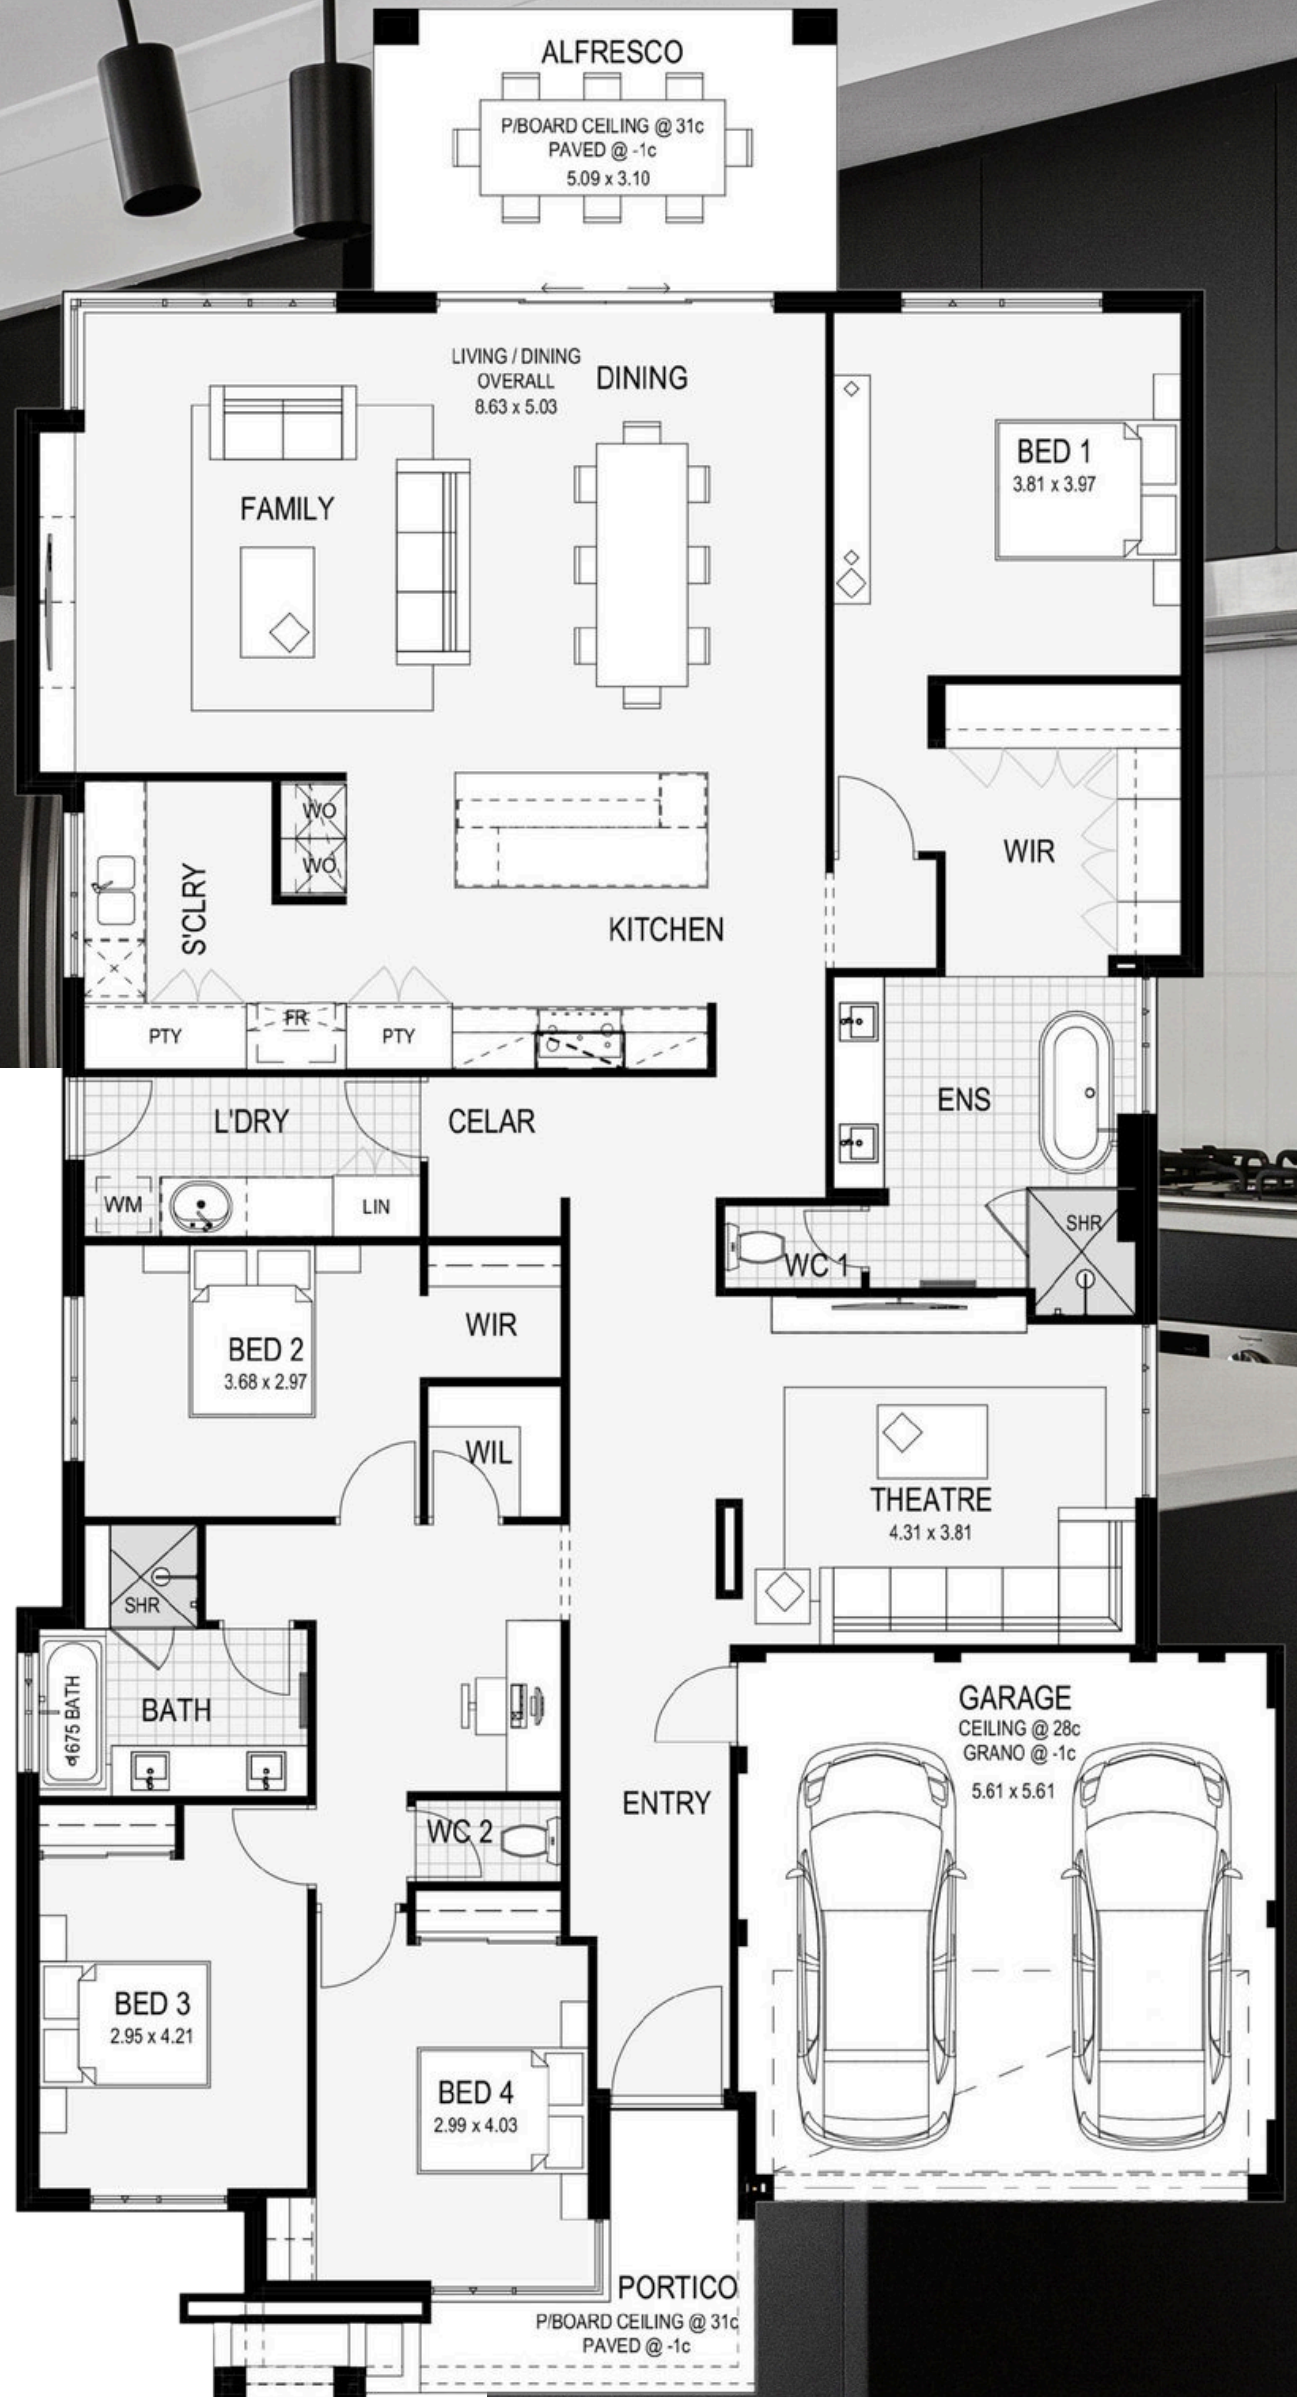 ALFRESCO
P/BOARD CEILING @ 31c
PAVED @ -1c
5.09 x 3.10
LIVING / DINING
OVERALL
8.63 x 5.03
DINING
FAMILY
BED 1
3.81 x 3.97
WO
WO
S'CLRY
WIR
KITCHEN
PTY
FR
PTY
L'DRY
CELAR
ENS
WM
LIN
SHR
WC 1
WIR
BED 2
3.68 x 2.97
WIL
THEATRE
4.31 x 3.81
SHR
1675 BATH
BATH
GARAGE
CEILING @ 28c
GRANO @ -1c
5.61 x 5.61
ENTRY
WC 2
BED 3
2.95 x 4.21
BED 4
2.99 x 4.03
PORTICO
P/BOARD CEILING @ 31c
PAVED @ -1c